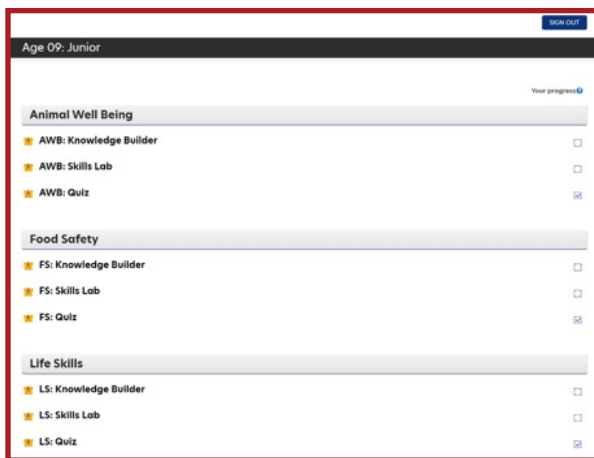 SIGN OUT
Age 09: Junior
Your progress
Animal Well Being
AWB: Knowledge Builder
AWB: Skills Lab
AWB: Quiz
Food Safety
FS: Knowledge Builder
FS: Skills Lab
FS: Quiz
Life Skills
LS: Knowledge Builder
LS: Skills Lab
LS: Quiz